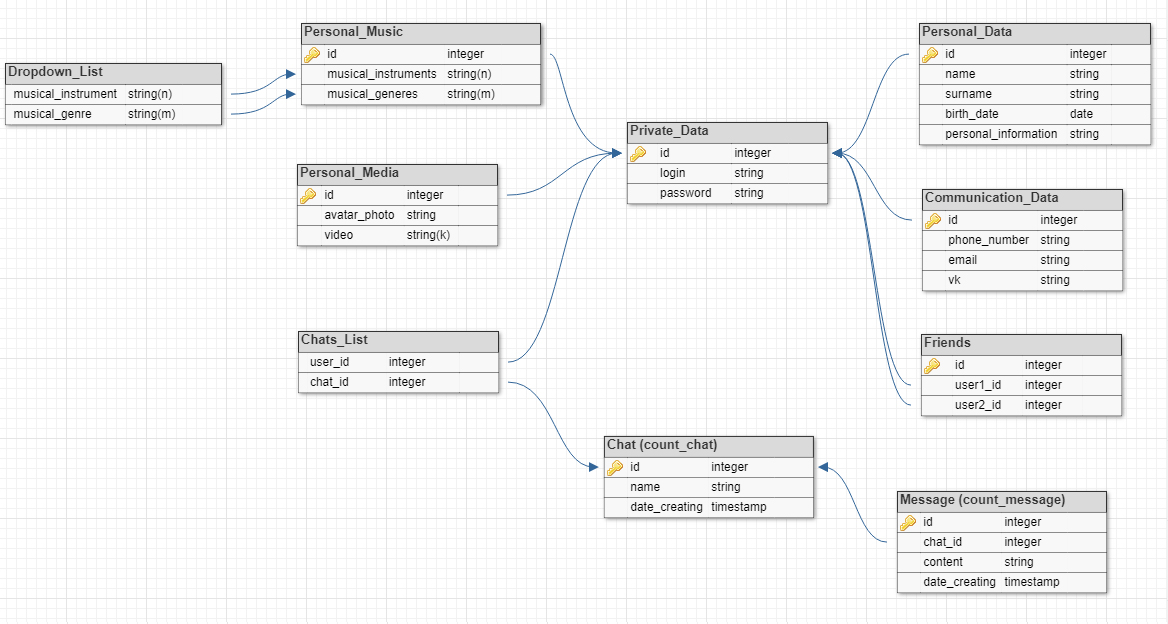 Personal_Music
id integer
musical_instruments string(n)
musical_generes string(m)
Dropdown_List
musical_instrument string(n)
musical_genre string(m)
Personal_Media
id integer
avatar_photo string
video string(k)
Chats_List
user_id integer
chat_id integer
Private_Data
id integer
login string
password string
Chat (count_chat)
id integer
name string
date_creating timestamp
Personal_Data
id integer
name string
surname string
birth_date date
personal_information string
Communication_Data
id integer
phone_number string
email string
vk string
Friends
id integer
user1_id integer
user2_id integer
Message (count_message)
id integer
chat_id integer
content string
date_creating timestamp